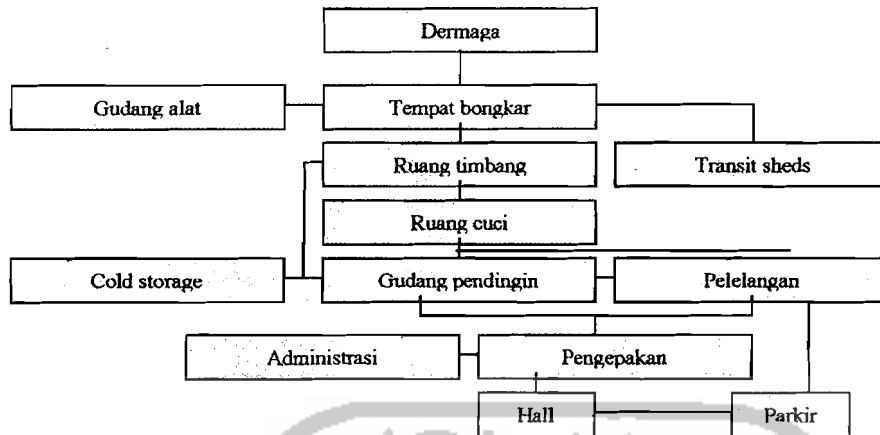 Dermaga
Gudang alat
Tempat bongkar
Ruang timbang
Transit sheds
Ruang cuci
Cold storage
Gudang pendingin
Pelelangan
Administrasi
Pengepakan
Hall
Parkir